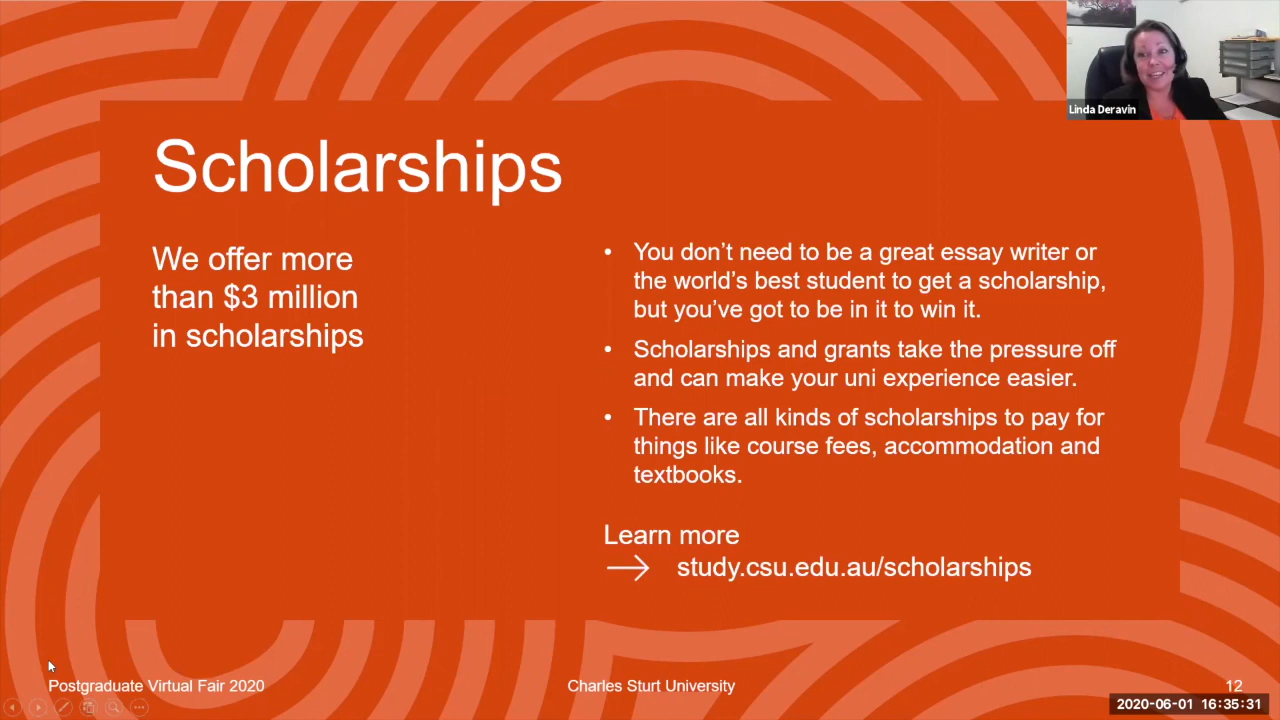 Linda Deravin
Scholarships
We offer more
than $3 million
in scholarships
• You don’t need to be a great essay writer or
the world’s best student to get a scholarship,
but you’ve got to be in it to win it.
• Scholarships and grants take the pressure off
and can make your uni experience easier.
• There are all kinds of scholarships to pay for
things like course fees, accommodation and
textbooks.
Learn more
→ study.csu.edu.au/scholarships
Postgraduate Virtual Fair 2020
Charles Sturt University
12
2020-06-01 16:35:31